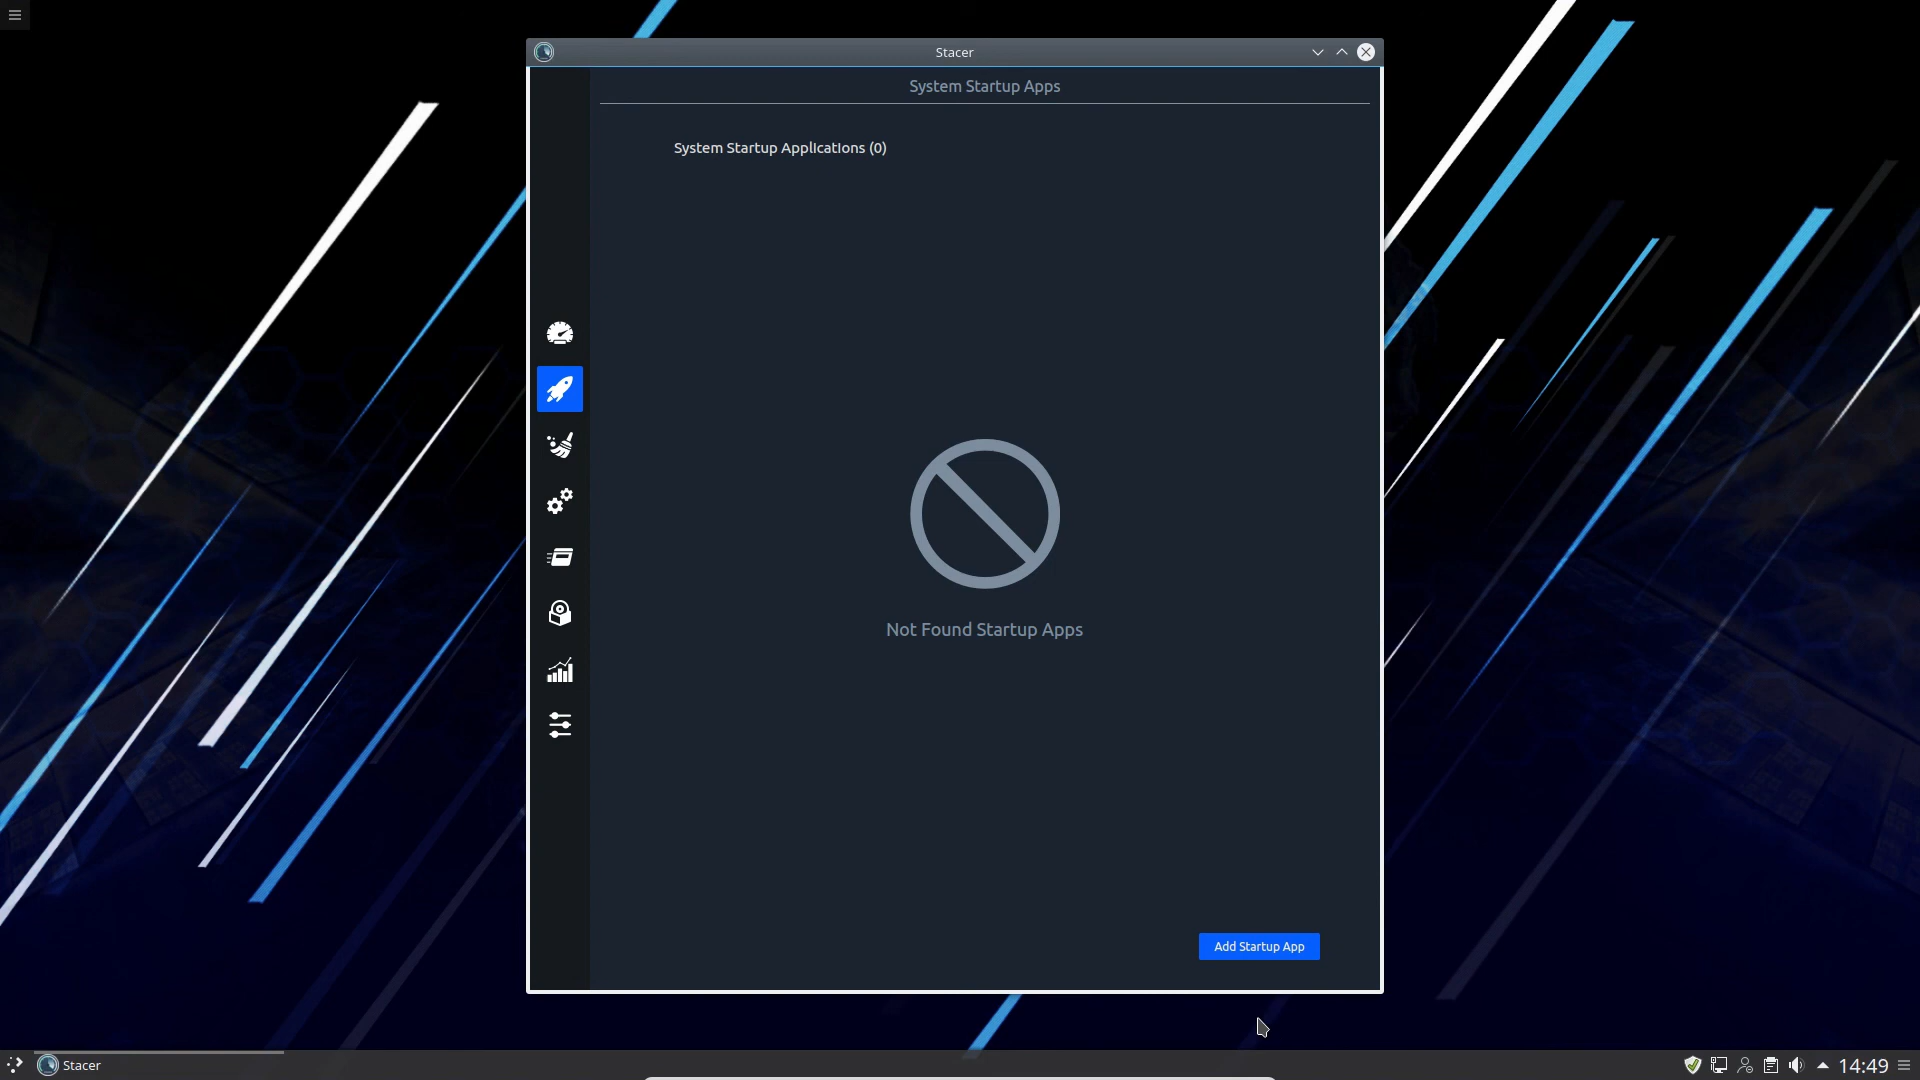 Stacer
System Startup Apps
System Startup Applications (0)
Not Found Startup Apps
Add Startup App
Stacer
14:49